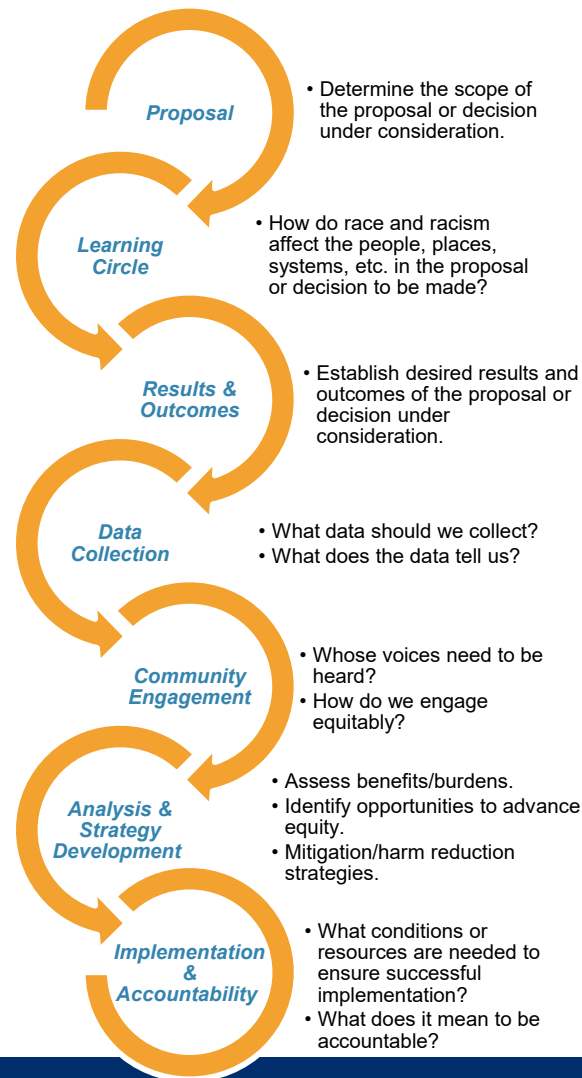 Proposal
• Determine the scope of
the proposal or decision
under consideration.
Learning
Circle
• How do race and racism
affect the people, places,
systems, etc. in the proposal
or decision to be made?
Results &
Outcomes
• Establish desired results and
outcomes of the proposal or
decision under
consideration.
Data
Collection
• What data should we collect?
• What does the data tell us?
Community
Engagement
• Whose voices need to be
heard?
• How do we engage
equitably?
Analysis &
Strategy
Development
• Assess benefits/burdens.
• Identify opportunities to advance
equity.
• Mitigation/harm reduction
strategies.
Implementation
&
Accountability
• What conditions or
resources are needed to
ensure successful
implementation?
• What does it mean to be
accountable?